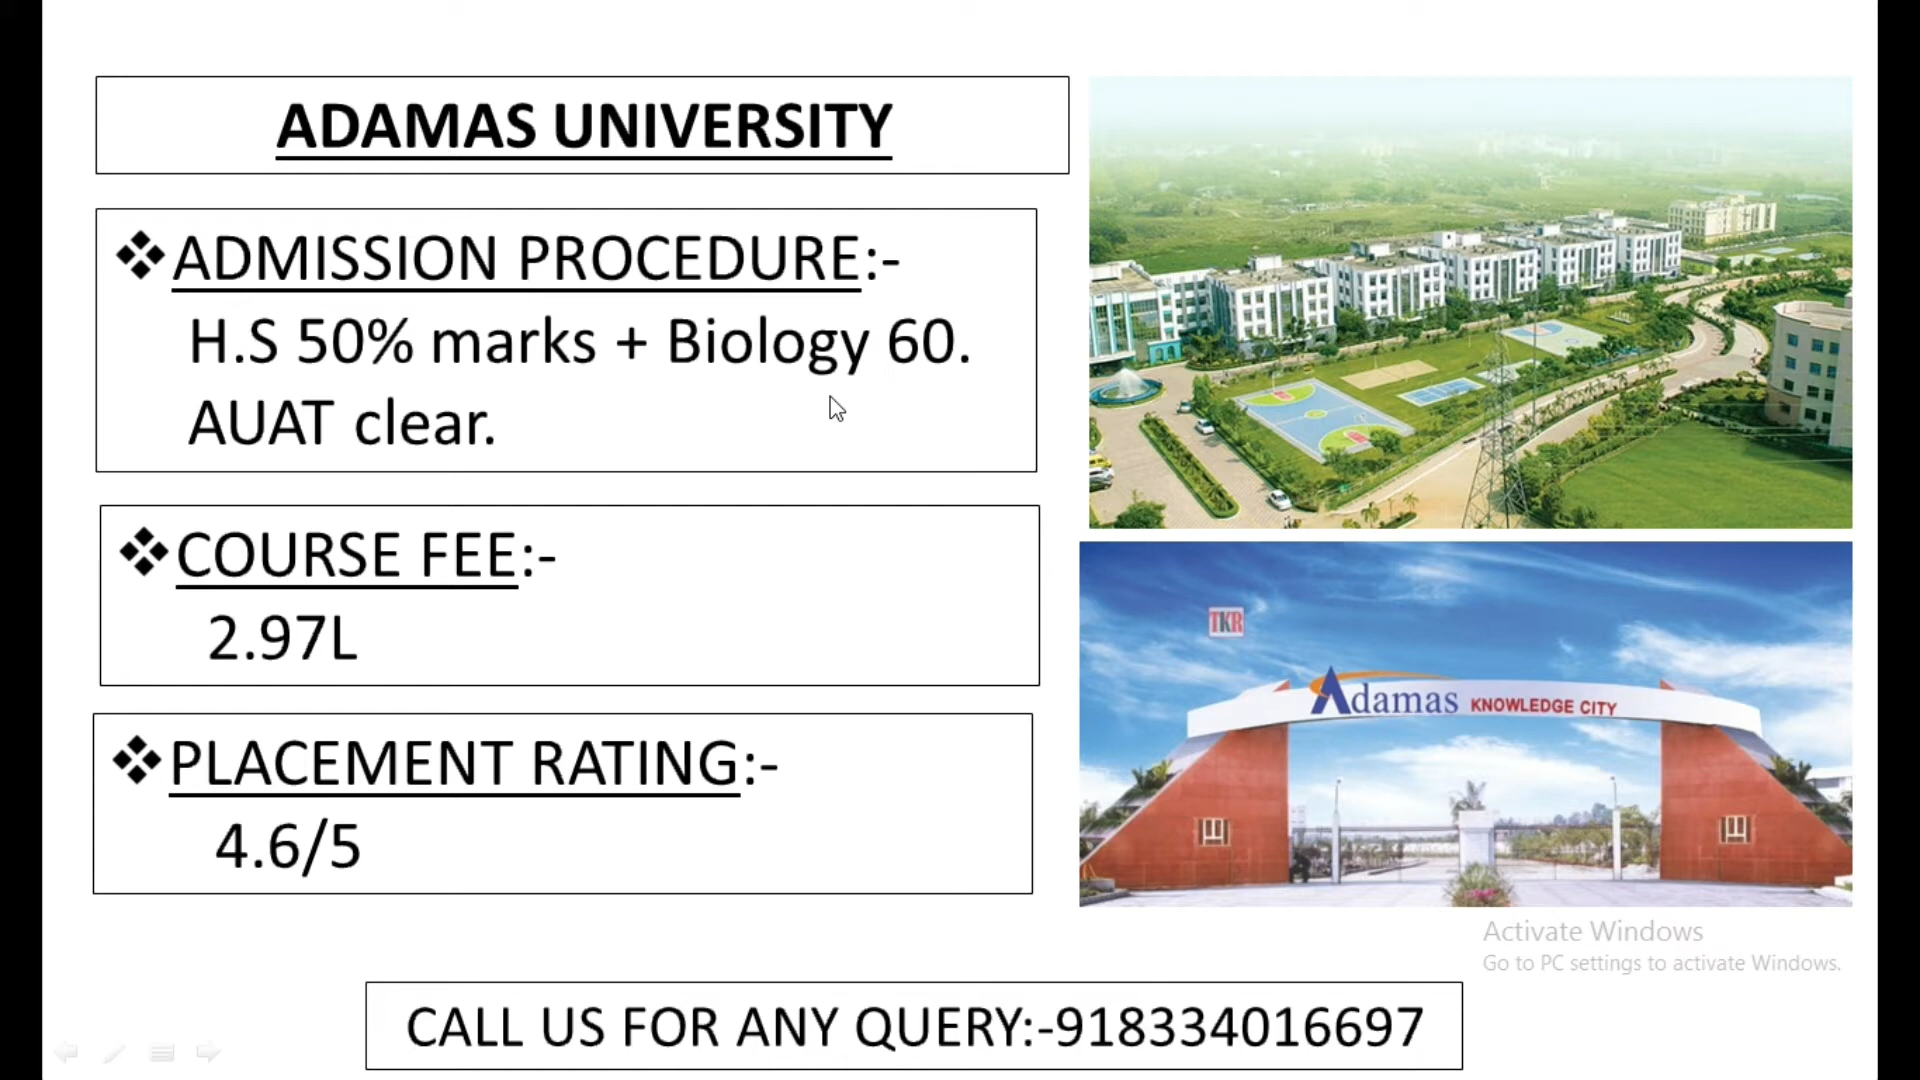 ADAMAS UNIVERSITY
❖ADMISSION PROCEDURE:-
H.S 50% marks + Biology 60.
AUAT clear.
❖COURSE FEE:-
2.97L
❖PLACEMENT RATING:-
4.6/5
TKR
Adamas KNOWLEDGE CITY
Activate Windows
Go to PC settings to activate Windows.
CALL US FOR ANY QUERY:-918334016697